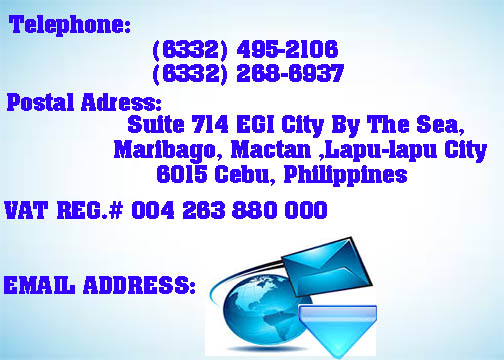 Telephone:
(6332) 495-2106
(6332) 268-6937
Postal Adress:
Suite 714 EGI City By The Sea,
Maribago, Mactan ,Lapu-lapu City
6015 Cebu, Philippines
VAT REG.# 004 263 880 000
EMAIL ADDRESS: